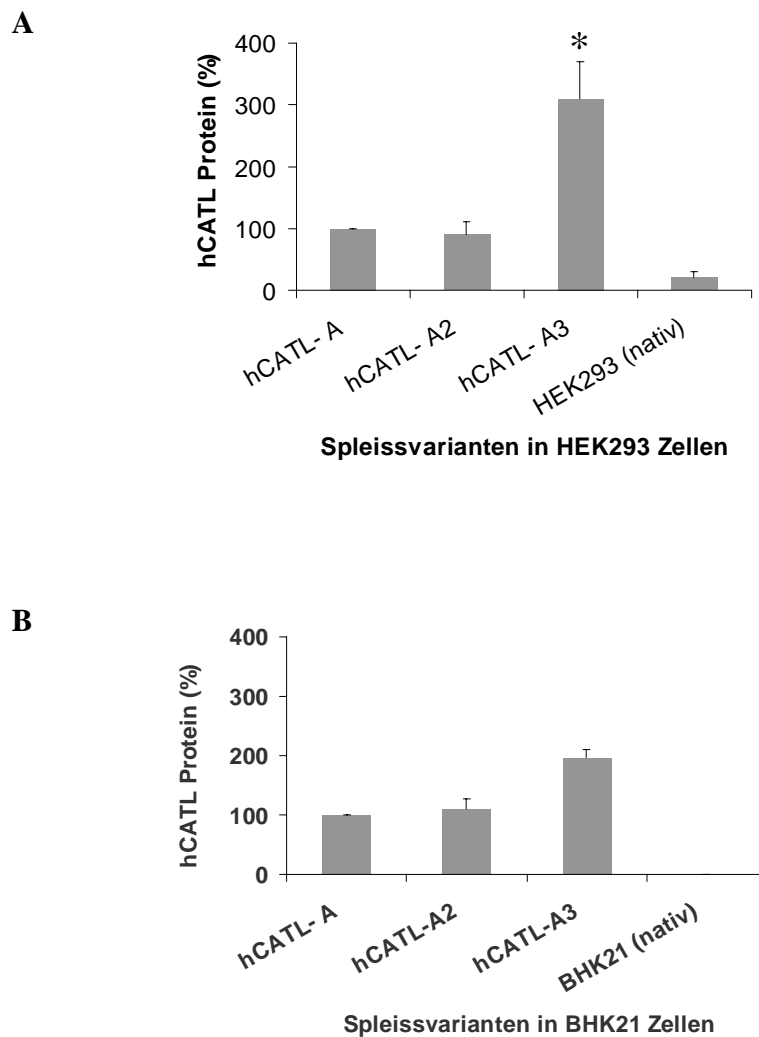 A
400
300
200
100
0
hCATL Protein (%)
*
hCATL- A
hCATL- A2
hCATL- A3
HEK293 (nativ)
Spleissvarianten in HEK293 Zellen
B
400
300
200
100
0
hCATL Protein (%)
hCATL- A
hCATL-A2
hCATL-A3
BHK21 (nativ)
Spleissvarianten in BHK21 Zellen